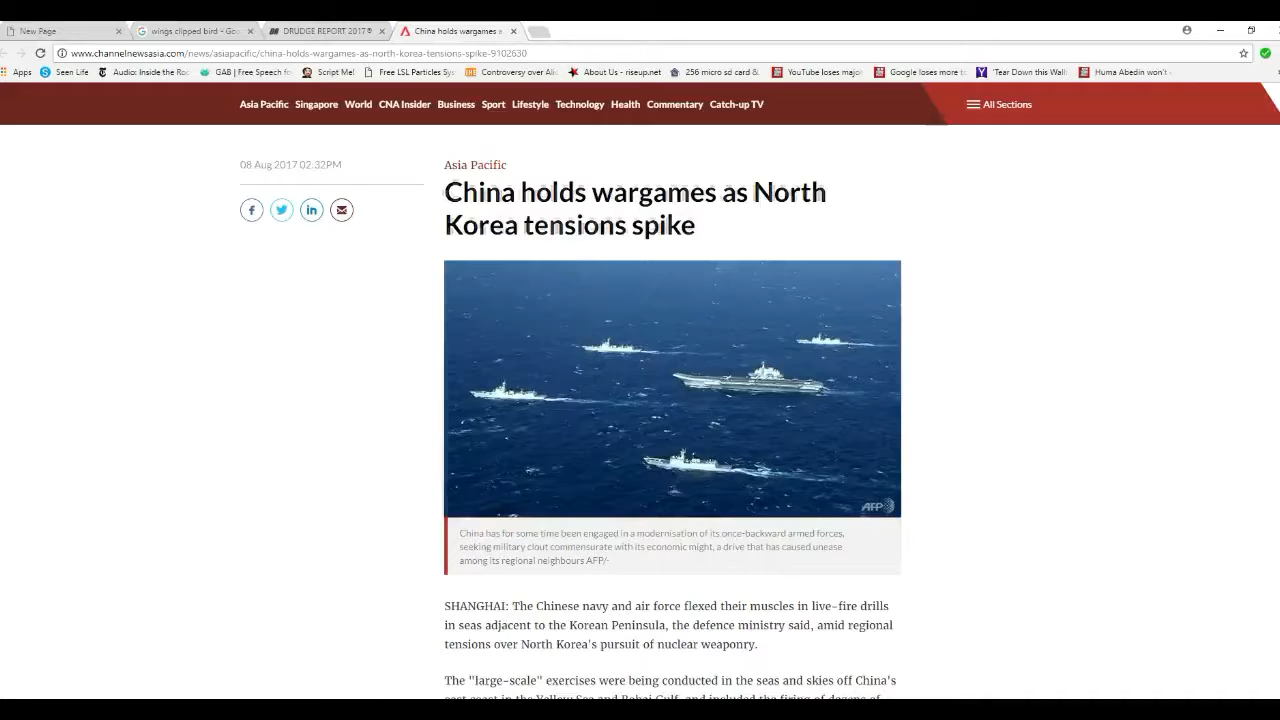 New Page
wings clipped bird - Goo
DRUDGE REPORT 2017®
China holds wargames a
www.channelnewsasia.com/news/asiapacific/china-holds-wargames-as-north-korea-tensions-spike-9102630
Apps
Seen Life
Audio: Inside the Roc
GAB | Free Speech fo
Script Me!
Free LSL Particles Sys
Controversy over Alic
About Us - riseup.net
256 micro sd card &
YouTube loses major
Google loses more to
'Tear Down this Wall
Huma Abedin won't
Asia Pacific Singapore World CNA Insider Business Sport Lifestyle Technology Health Commentary Catch-up TV
All Sections
08 Aug 2017 02:32PM
Asia Pacific
China holds wargames as North
Korea tensions spike
AFP
China has for some time been engaged in a modernisation of its once-backward armed forces,
seeking military clout commensurate with its economic might, a drive that has caused unease
among its regional neighbours AFP/-
SHANGHAI: The Chinese navy and air force flexed their muscles in live-fire drills
in seas adjacent to the Korean Peninsula, the defence ministry said, amid regional
tensions over North Korea's pursuit of nuclear weaponry.
The "large-scale" exercises were being conducted in the seas and skies off China's
east coast in the Yellow Sea and Bohai Gulf, and included the firing of dozens of